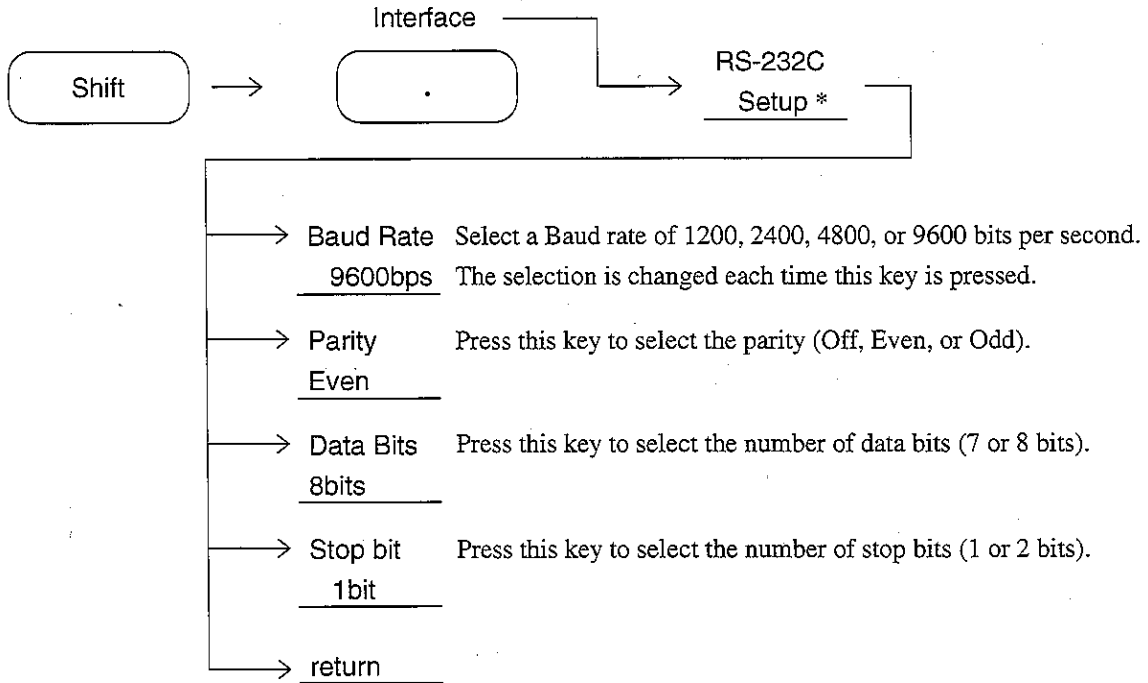 Interface
Shift
.
RS-232C
Setup *
Baud Rate Select a Baud rate of 1200, 2400, 4800, or 9600 bits per second.
9600bps The selection is changed each time this key is pressed.
Parity Press this key to select the parity (Off, Even, or Odd).
Even
Data Bits Press this key to select the number of data bits (7 or 8 bits).
8bits
Stop bit Press this key to select the number of stop bits (1 or 2 bits).
1bit
return